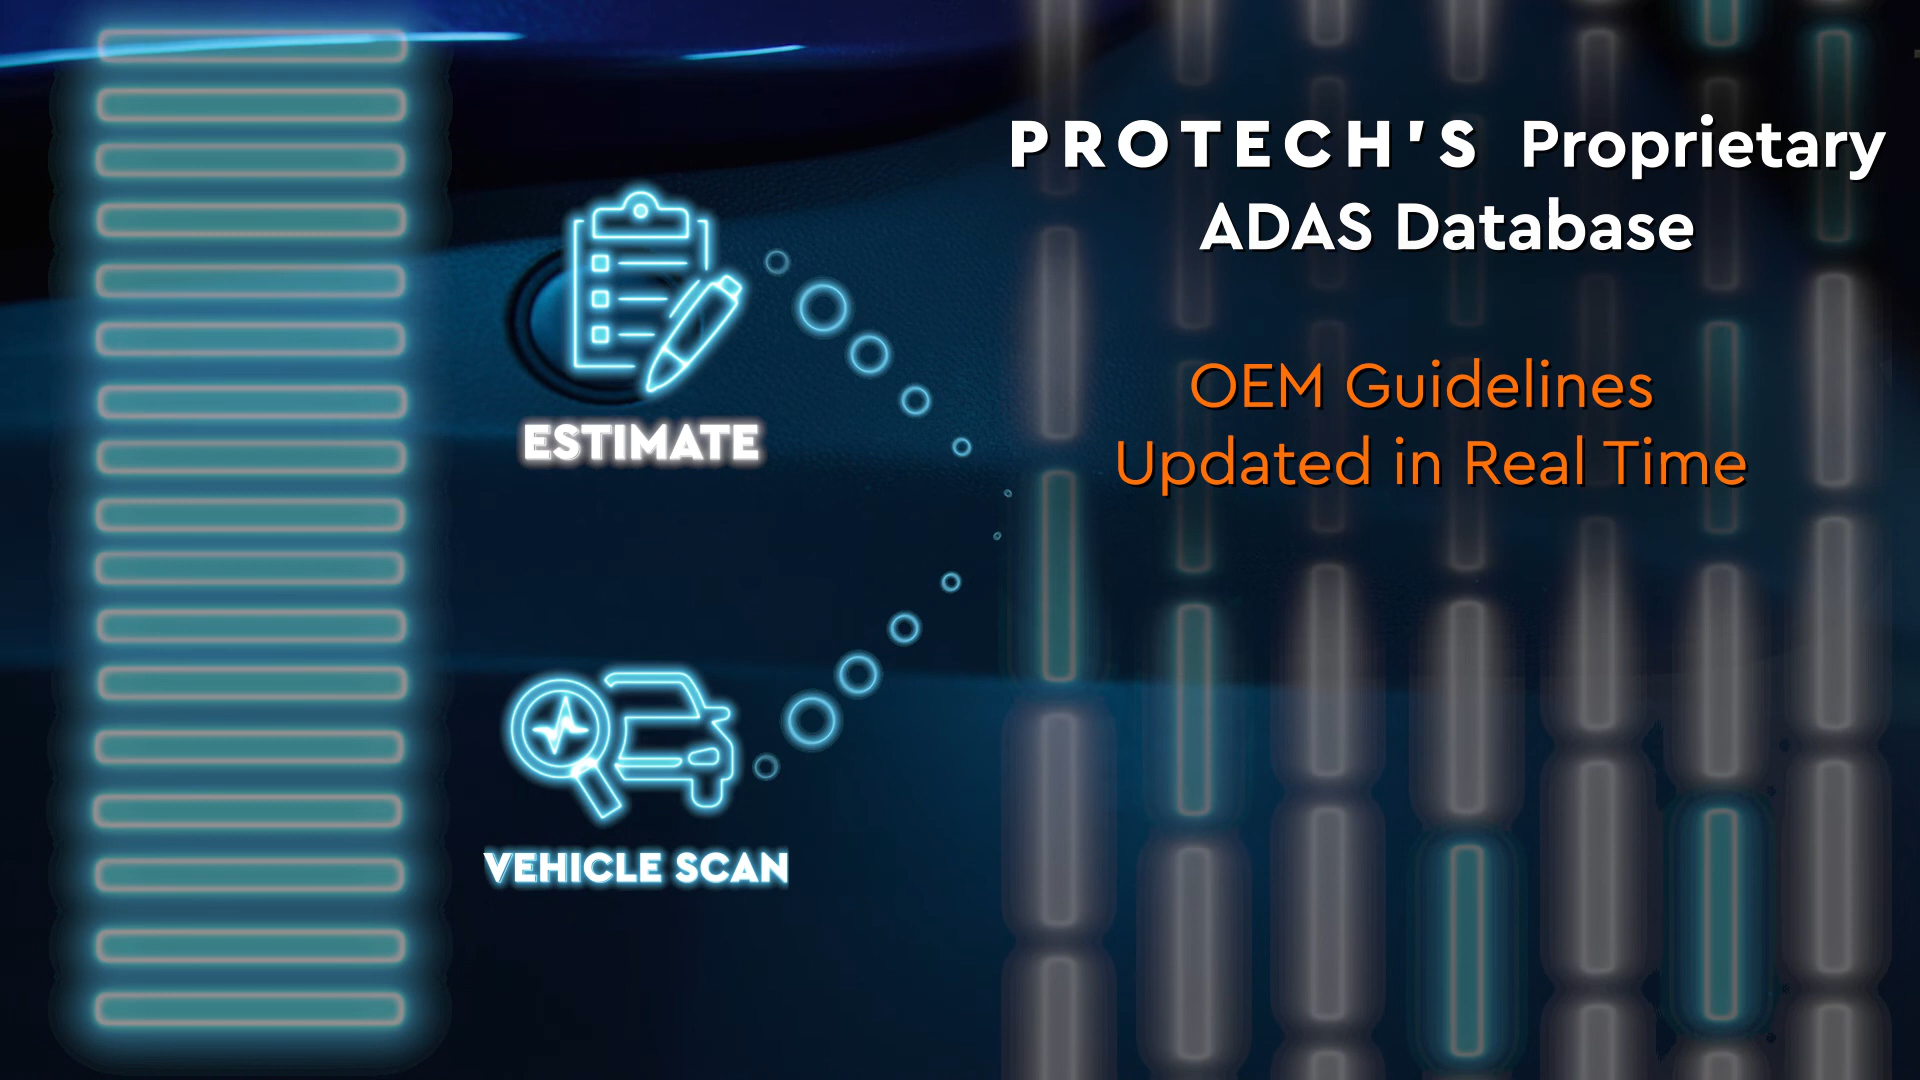 PROTECH'S Proprietary
ADAS Database
OEM Guidelines
Updated in Real Time
ESTIMATE
VEHICLE SCAN